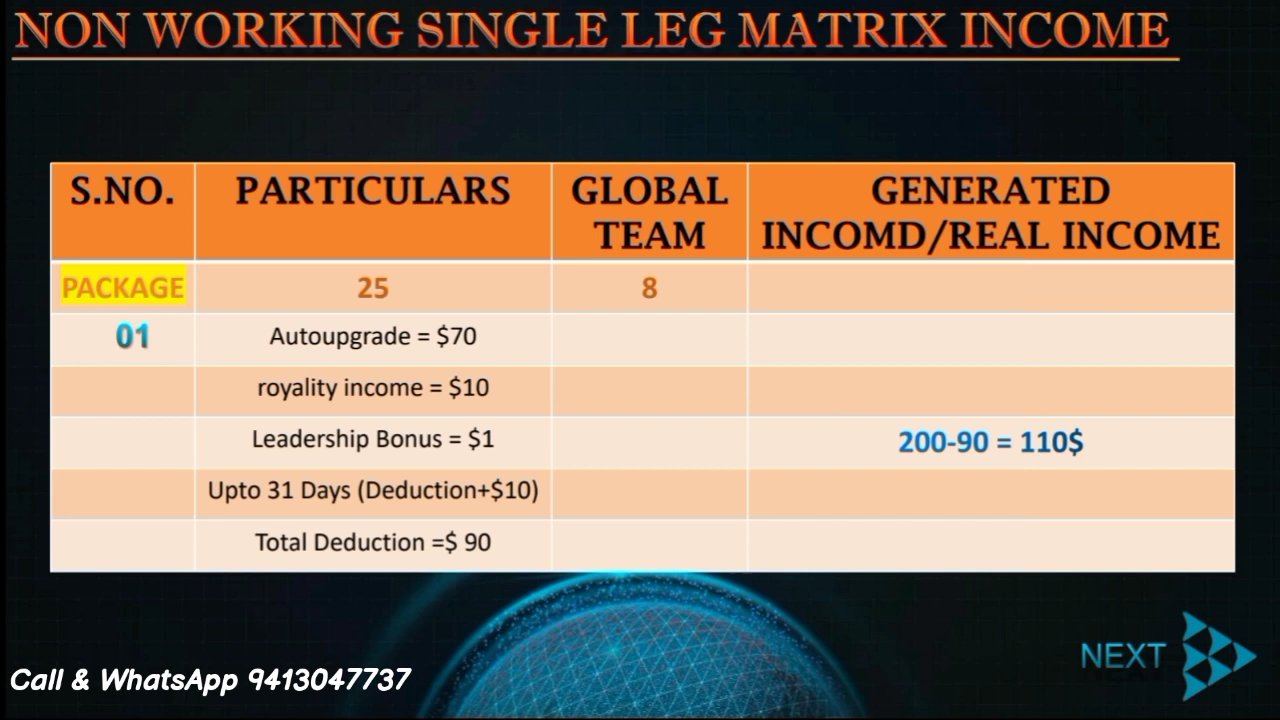 NON WORKING SINGLE LEG MATRIX INCOME
S.NO. PARTICULARS GLOBAL TEAM GENERATED INCOMD/REAL INCOME
PACKAGE 25 8
01 Autoupgrade = $70
royality income = $10
Leadership Bonus = $1 200-90 = 110$
Upto 31 Days (Deduction+$10)
Total Deduction =$ 90
NEXT
Call & WhatsApp 9413047737